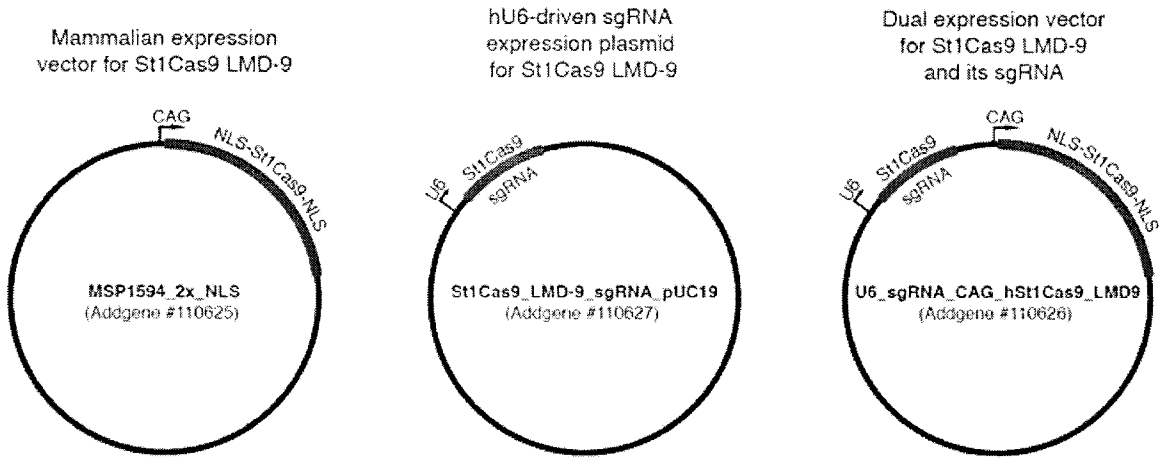 Mammalian expression
vector for St1Cas9 LMD-9
CAG
NLS-St1Cas9-NLS
MSP1594_2x_NLS
(Addgene #110625)
hU6-driven sgRNA
expression plasmid
for St1Cas9 LMD-9
U6
St1Cas9
sgRNA
St1Cas9_LMD-9_sgRNA_pUC19
(Addgene #110627)
Dual expression vector
for St1Cas9 LMD-9
and its sgRNA
U6
St1Cas9
sgRNA
CAG
NLS-St1Cas9-NLS
U6_sgRNA_CAG_hSt1Cas9_LMD9
(Addgene #110626)